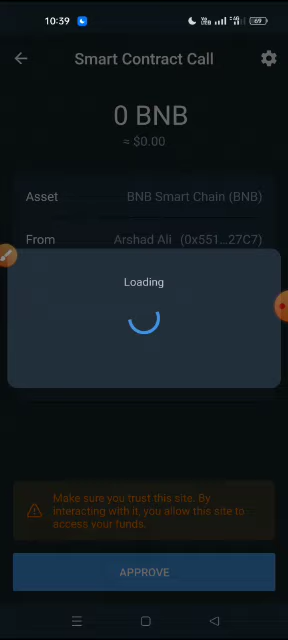 10:39
69
Smart Contract Call
0 BNB
≈ $0.00
Asset BNB Smart Chain (BNB)
From Arshad Ali (0x551...27C7)
Loading
Make sure you trust this site. By
interacting with it, you allow this site to
access your funds.
APPROVE